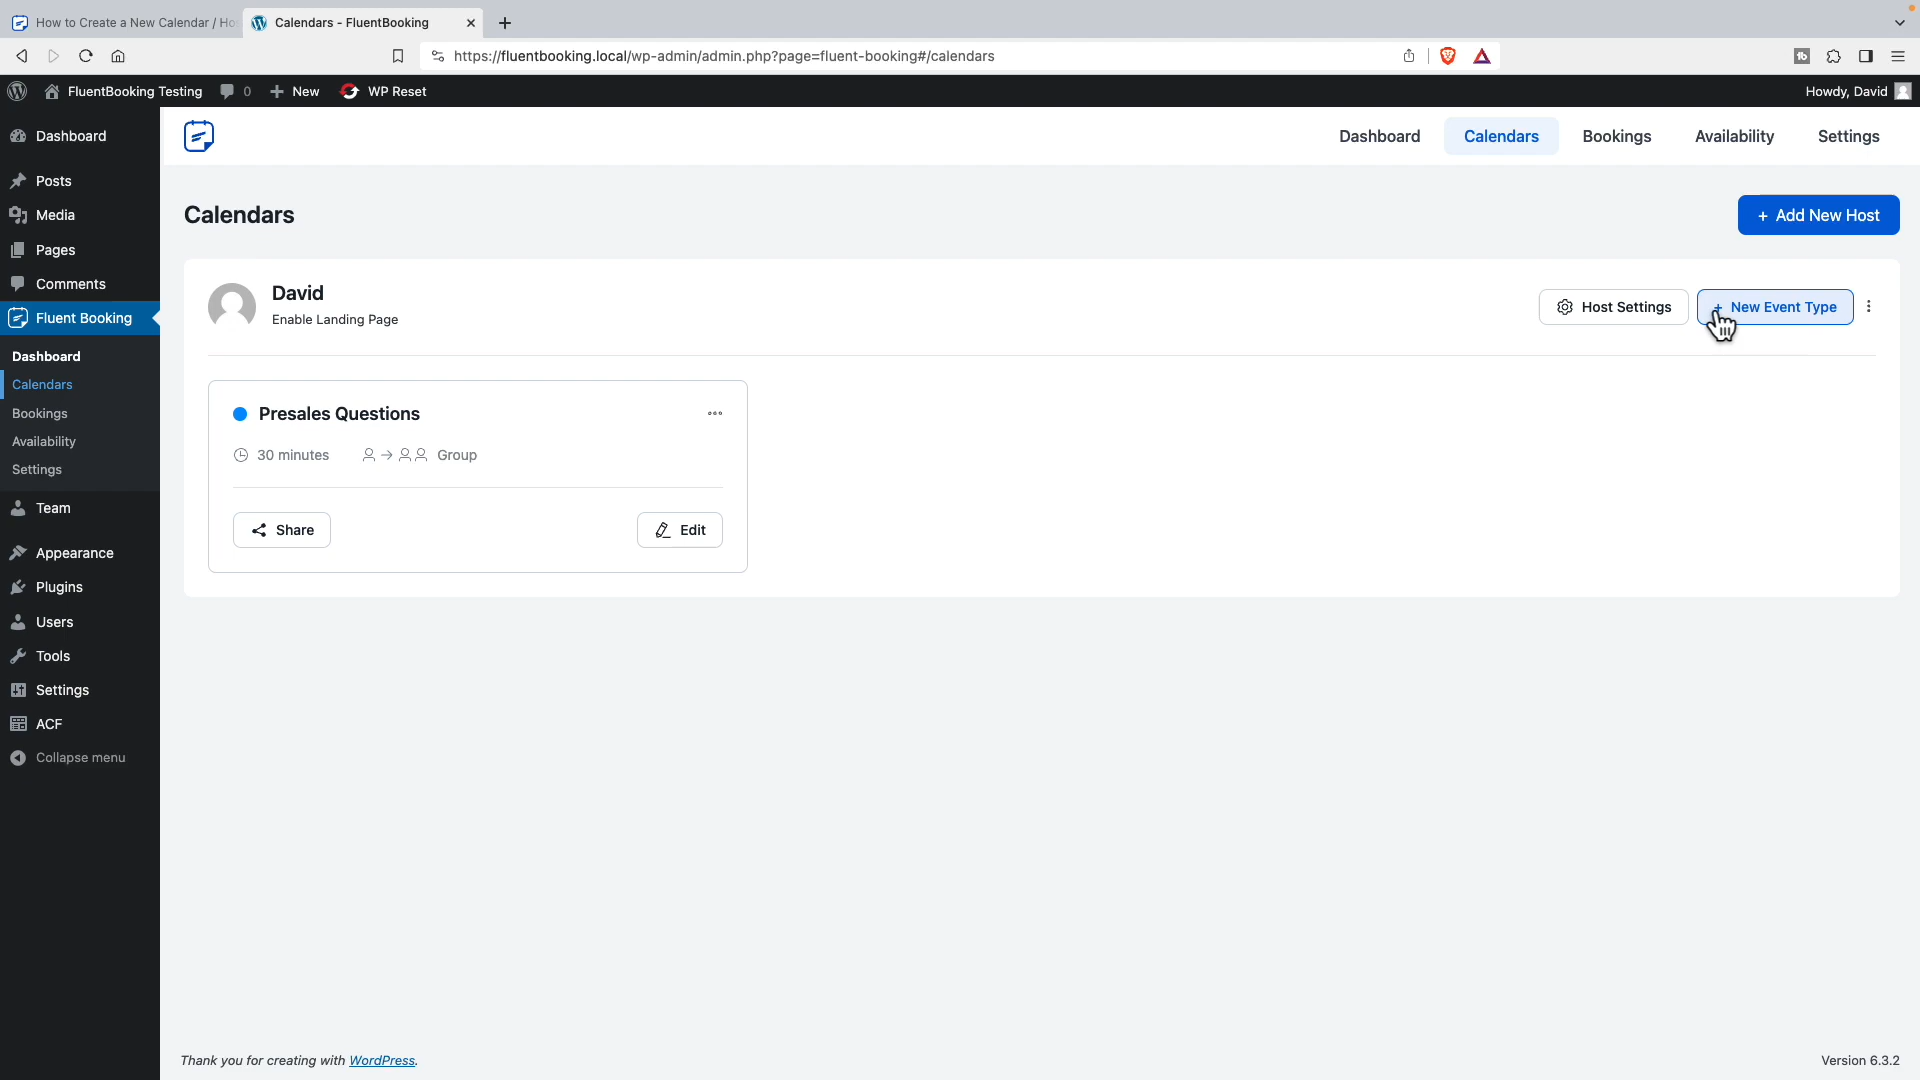 How to Create a New Calendar / Ho
Calendars - FluentBooking
https://fluentbooking.local/wp-admin/admin.php?page=fluent-booking#/calendars
FluentBooking Testing
0
New
WP Reset
Howdy, David
Dashboard
Posts
Media
Pages
Comments
Fluent Booking
Dashboard
Calendars
Bookings
Availability
Settings
Team
Appearance
Plugins
Users
Tools
Settings
ACF
Collapse menu
Dashboard
Calendars
Bookings
Availability
Settings
Calendars
+ Add New Host
David
Enable Landing Page
Host Settings
+ New Event Type
Presales Questions
30 minutes
Group
Share
Edit
Thank you for creating with WordPress.
Version 6.3.2